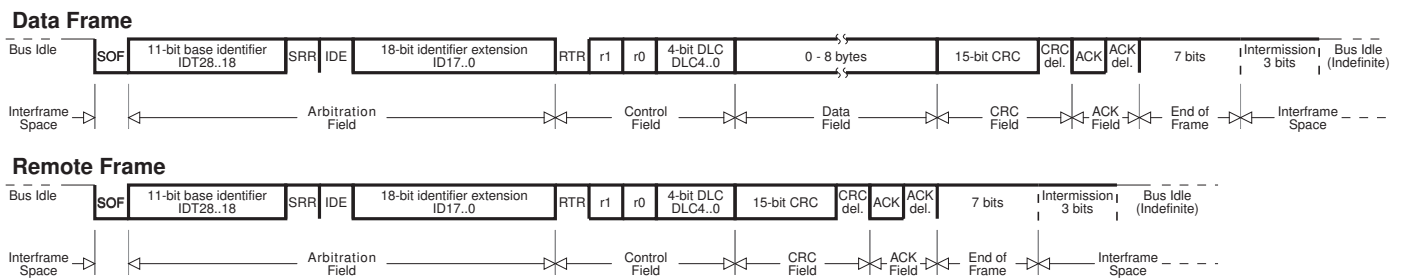 Data Frame
Bus Idle
SOF
11-bit base identifier
IDT28..18
SRR
IDE
18-bit identifier extension
ID17..0
RTR
r1
r0
4-bit DLC
DLC4..0
0 - 8 bytes
15-bit CRC
CRC
del.
ACK
ACK
del.
7 bits
Intermission
3 bits
Bus Idle
(Indefinite)
Interframe
Space
Arbitration
Field
Control
Field
Data
Field
CRC
Field
ACK
Field
End of
Frame
Interframe
Space
Remote Frame
Bus Idle
SOF
11-bit base identifier
IDT28..18
SRR
IDE
18-bit identifier extension
ID17..0
RTR
r1
r0
4-bit DLC
DLC4..0
15-bit CRC
CRC
del.
ACK
ACK
del.
7 bits
Intermission
3 bits
Bus Idle
(Indefinite)
Interframe
Space
Arbitration
Field
Control
Field
CRC
Field
ACK
Field
End of
Frame
Interframe
Space